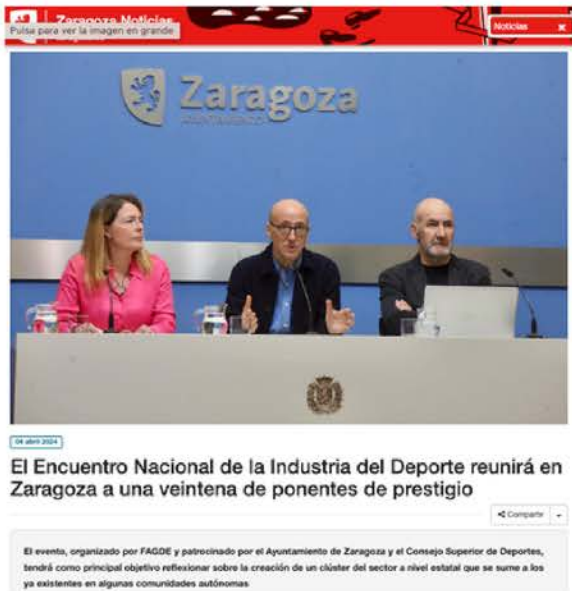 Zaragoza Noticias
Pulsa para ver la imagen en grande
Noticias ×
Zaragoza
AYUNTAMIENTO
04 abril 2024
El Encuentro Nacional de la Industria del Deporte reunirá en
Zaragoza a una veintena de ponentes de prestigio
Compartir
El evento, organizado por FAGDE y patrocinado por el Ayuntamiento de Zaragoza y el Consejo Superior de Deportes,
tendrá como principal objetivo reflexionar sobre la creación de un clúster del sector a nivel estatal que se sume a los
ya existentes en algunas comunidades autónomas